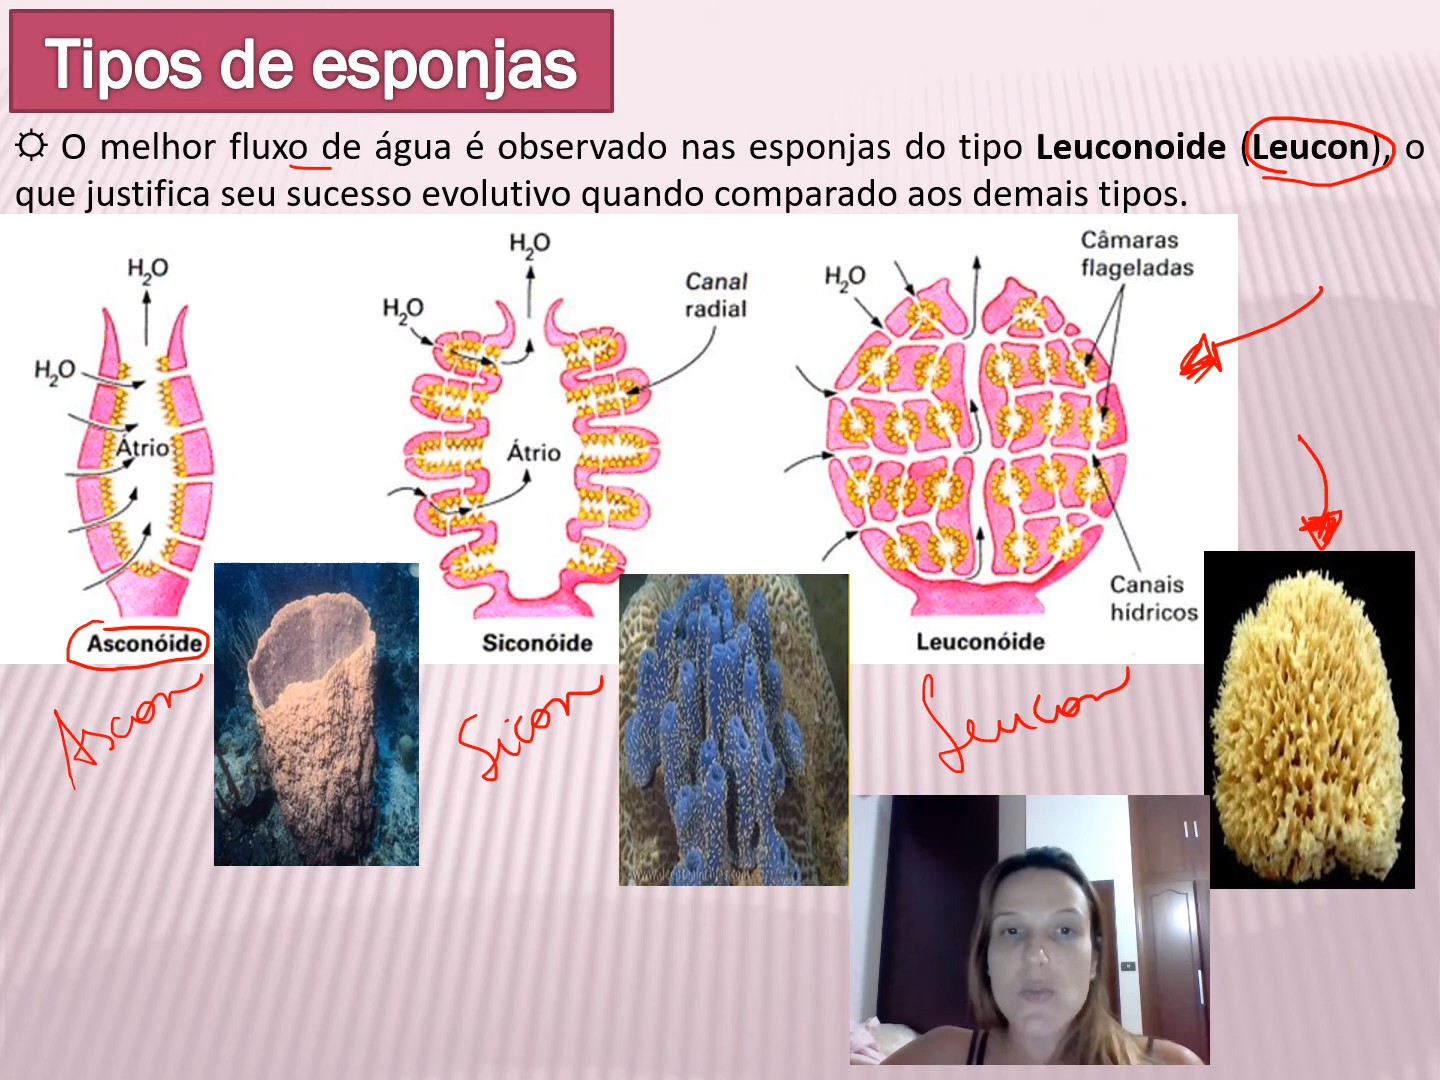 Tipos de esponjas
☼ O melhor fluxo de água é observado nas esponjas do tipo Leuconoide (Leucon), o
que justifica seu sucesso evolutivo quando comparado aos demais tipos.
H₂O
H₂O
Átrio
Asconóide
Ascon
H₂O
H₂O
Canal
radial
Átrio
Siconóide
Sicon
H₂O
Câmaras
flageladas
Canais
hídricos
Leuconóide
Leucon